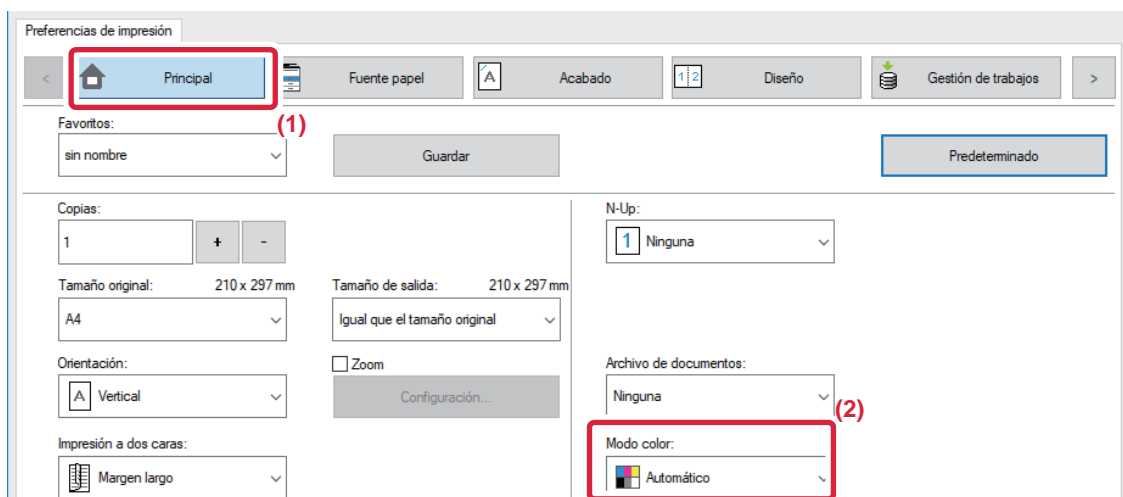 Preferencias de impresión
< Principal Fuente papel A Acabado 1 2 Diseño Gestión de trabajos >
(1)
Favoritos:
sin nombre Guardar Predeterminado
Copias: N-Up:
1 + - 1 Ninguna
Tamaño original: 210 x 297 mm Tamaño de salida: 210 x 297 mm
A4 Igual que el tamaño original
Orientación: Zoom Archivo de documentos:
A Vertical Configuración... Ninguna
(2)
Impresión a dos caras: Modo color:
Margen largo Automático